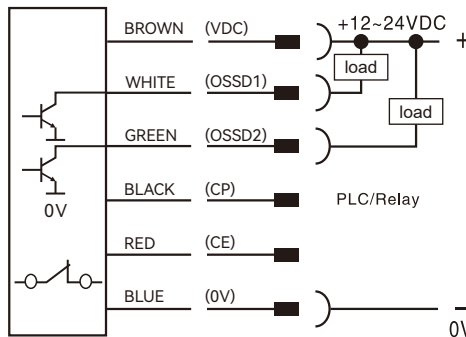 BROWN (VDC) +12~24VDC +
WHITE (OSSD1) load
GREEN (OSSD2) load
0V
BLACK (CP) PLC/Relay
RED (CE)
BLUE (0V) −
0V